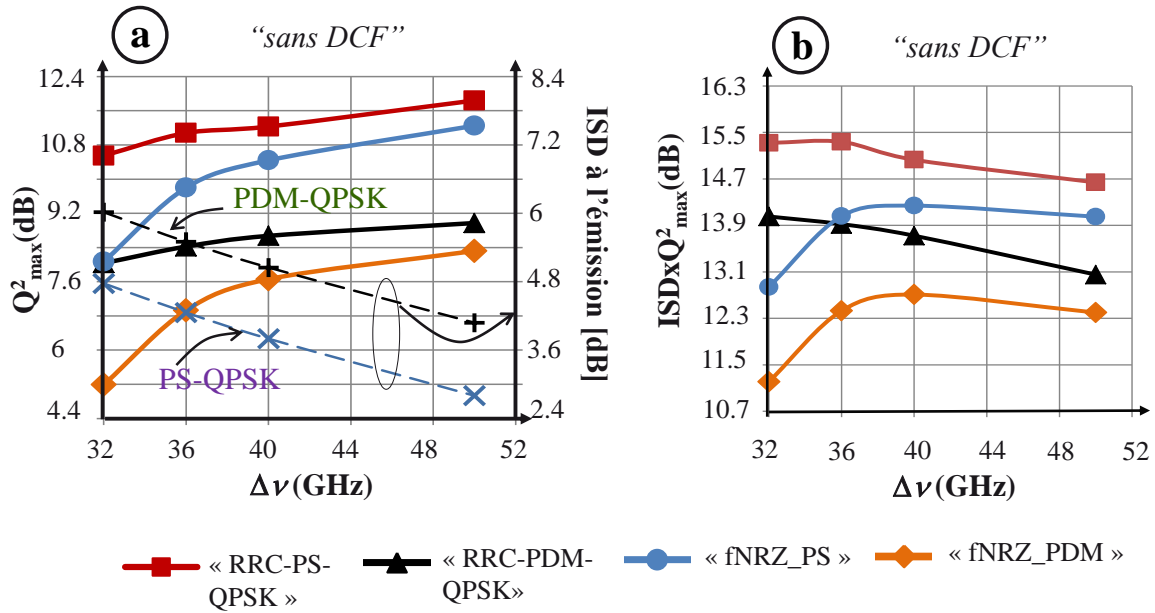 a
“sans DCF”
12.4
10.8
9.2
7.6
6
4.4
Q²max(dB)
8.4
7.2
6
4.8
3.6
2.4
ISD à l'émission [dB]
PDM-QPSK
PS-QPSK
32 36 40 44 48 52
Δν (GHz)
b
“sans DCF”
16.3
15.5
14.7
13.9
13.1
12.3
11.5
10.7
ISDxQ²max(dB)
32 36 40 44 48 52
Δν (GHz)
« RRC-PS-
QPSK »
« RRC-PDM-
QPSK»
« fNRZ_PS »
« fNRZ_PDM »